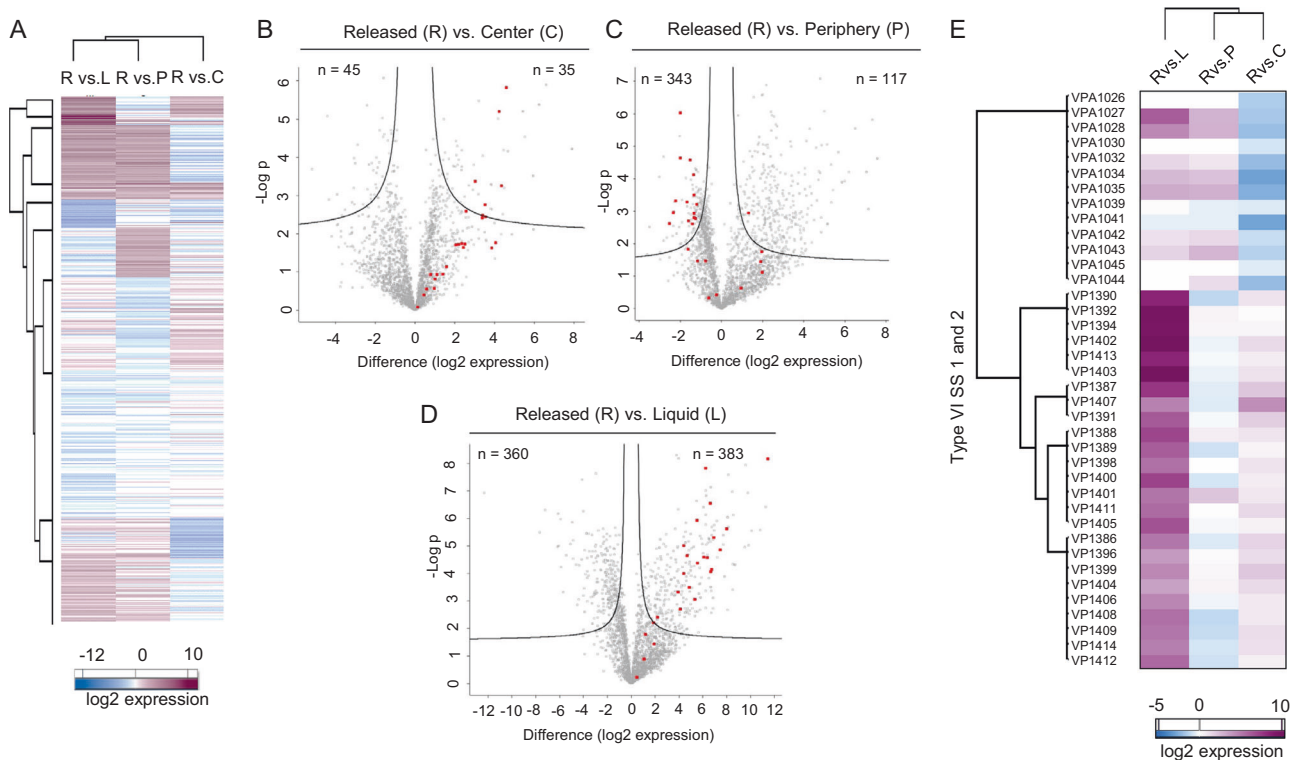 A
R vs.L R vs.P R vs.C
-12 0 10
log2 expression
B
Released (R) vs. Center (C)
n = 45 n = 35
6
5
4
3
2
1
0
-Log p
-4 -2 0 2 4 6 8
Difference (log2 expression)
C
Released (R) vs. Periphery (P)
n = 343 n = 117
7
6
5
4
3
2
1
0
-Log p
-4 -2 0 2 4 6 8
Difference (log2 expression)
D
Released (R) vs. Liquid (L)
n = 360 n = 383
8
7
6
5
4
3
2
1
0
-Log p
-12 -10 -8 -6 -4 -2 0 2 4 6 8 10 12
Difference (log2 expression)
E
Rvs.L Rvs.P Rvs.C
Type VI SS 1 and 2
VPA1026
VPA1027
VPA1028
VPA1030
VPA1032
VPA1034
VPA1035
VPA1039
VPA1041
VPA1042
VPA1043
VPA1045
VPA1044
VP1390
VP1392
VP1394
VP1402
VP1413
VP1403
VP1387
VP1407
VP1391
VP1388
VP1389
VP1398
VP1400
VP1401
VP1411
VP1405
VP1386
VP1396
VP1399
VP1404
VP1406
VP1408
VP1409
VP1414
VP1412
-5 0 10
log2 expression